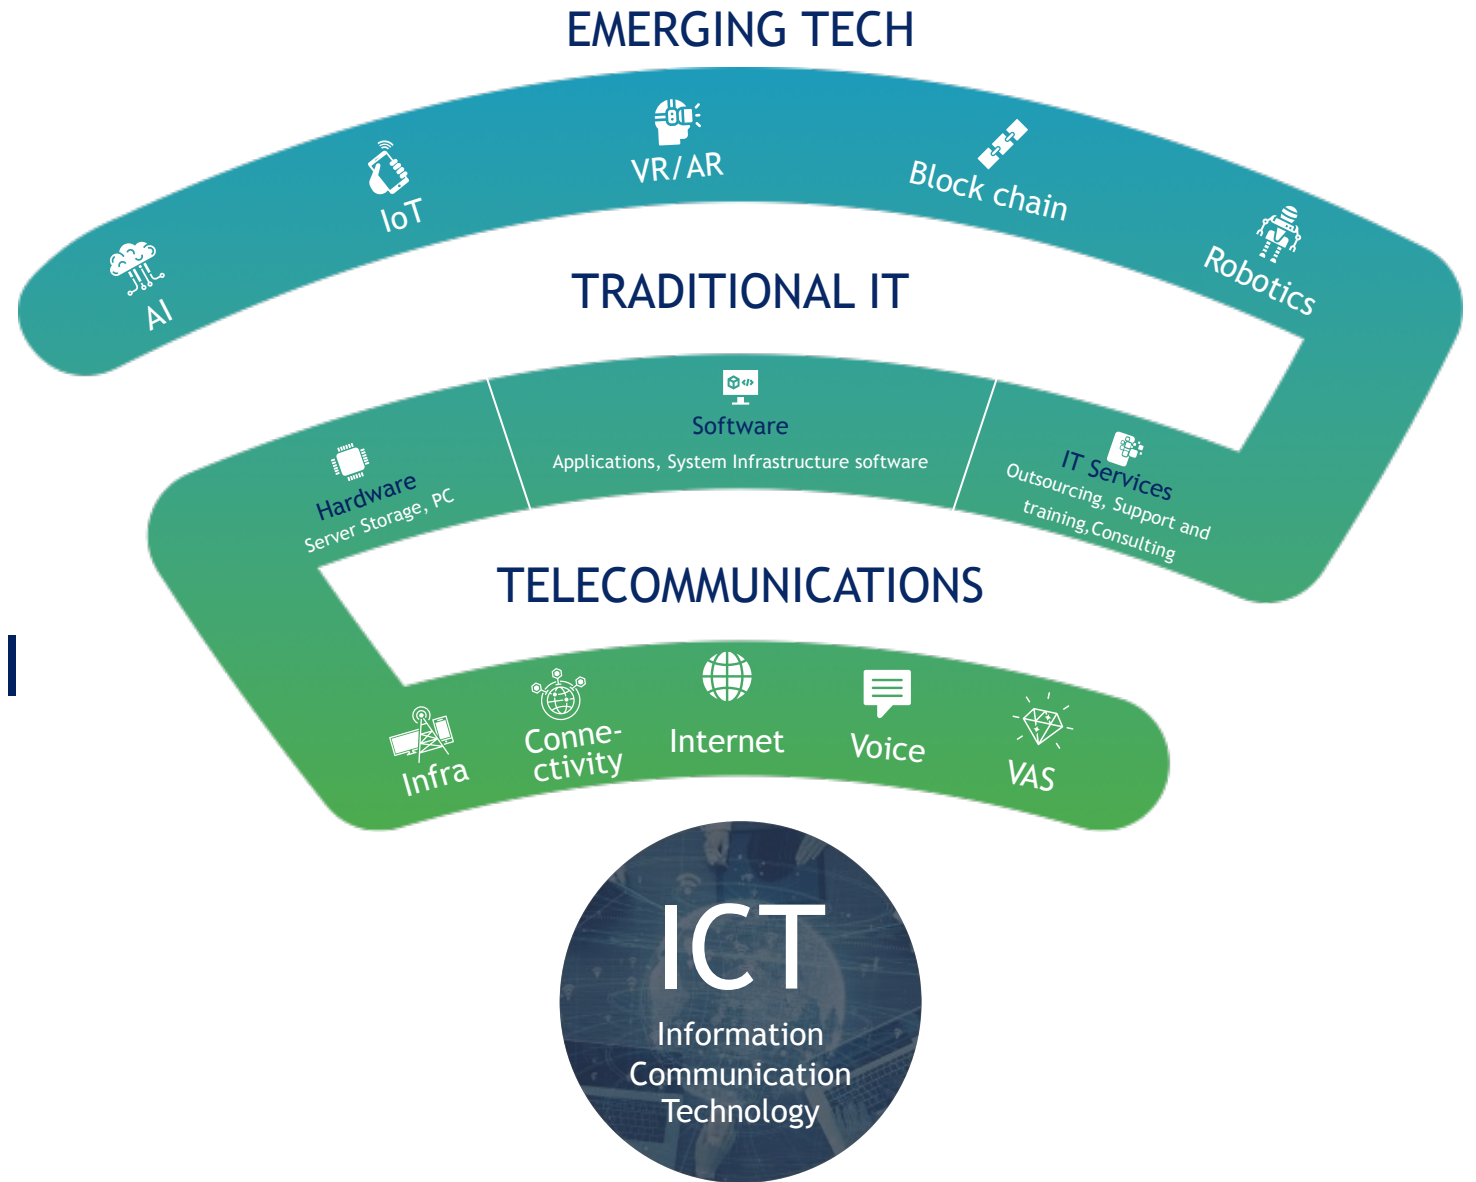 EMERGING TECH
AI
IoT
VR/AR
Block chain
Robotics
TRADITIONAL IT
Hardware
Server Storage, PC
Software
Applications, System Infrastructure software
IT Services
Outsourcing, Support and
training,Consulting
TELECOMMUNICATIONS
Infra
Conne-
ctivity
Internet
Voice
VAS
ICT
Information
Communication
Technology